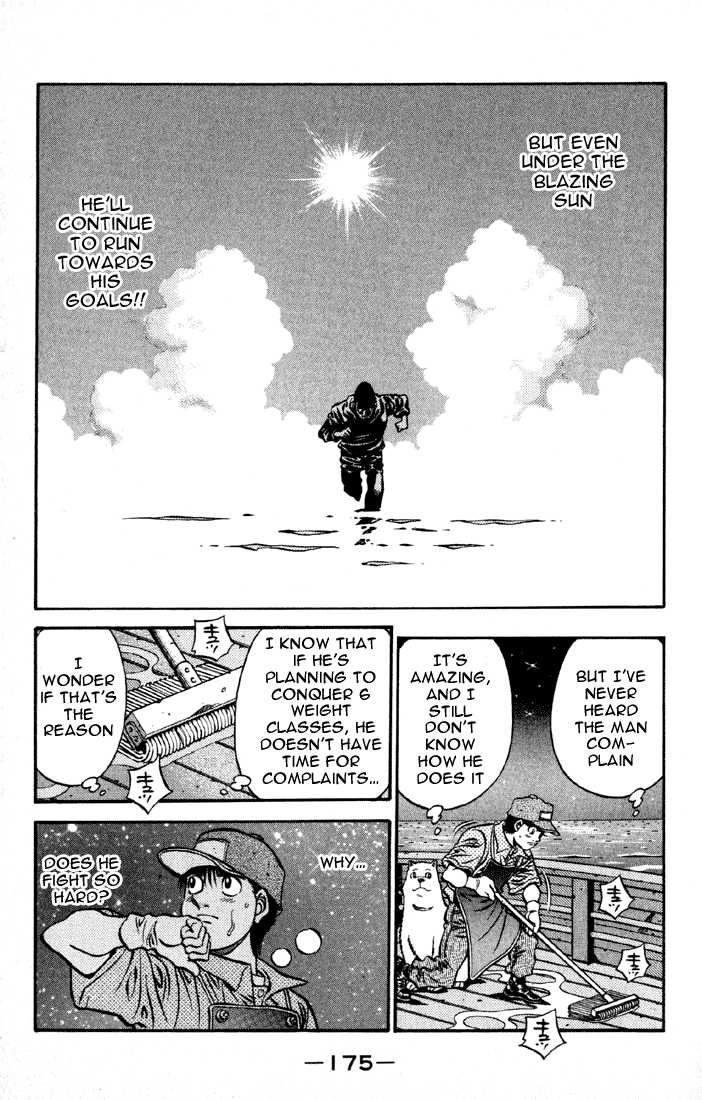 BUT EVEN
UNDER THE
BLAZING
SUN
HE'LL
CONTINUE
TO RUN
TOWARDS
HIS
GOALS!!
BUT I'VE
NEVER
HEARD
THE MAN
COM-
PLAIN
IT'S
AMAZING,
AND I
STILL
DON'T
KNOW
HOW HE
DOES IT
I KNOW THAT
IF HE'S
PLANNING TO
CONQUER 6
WEIGHT
CLASSES, HE
DOESN'T HAVE
TIME FOR
COMPLAINTS...
I
WONDER
IF THAT'S
THE
REASON
WHY...
DOES HE
FIGHT SO
HARD?
—175—